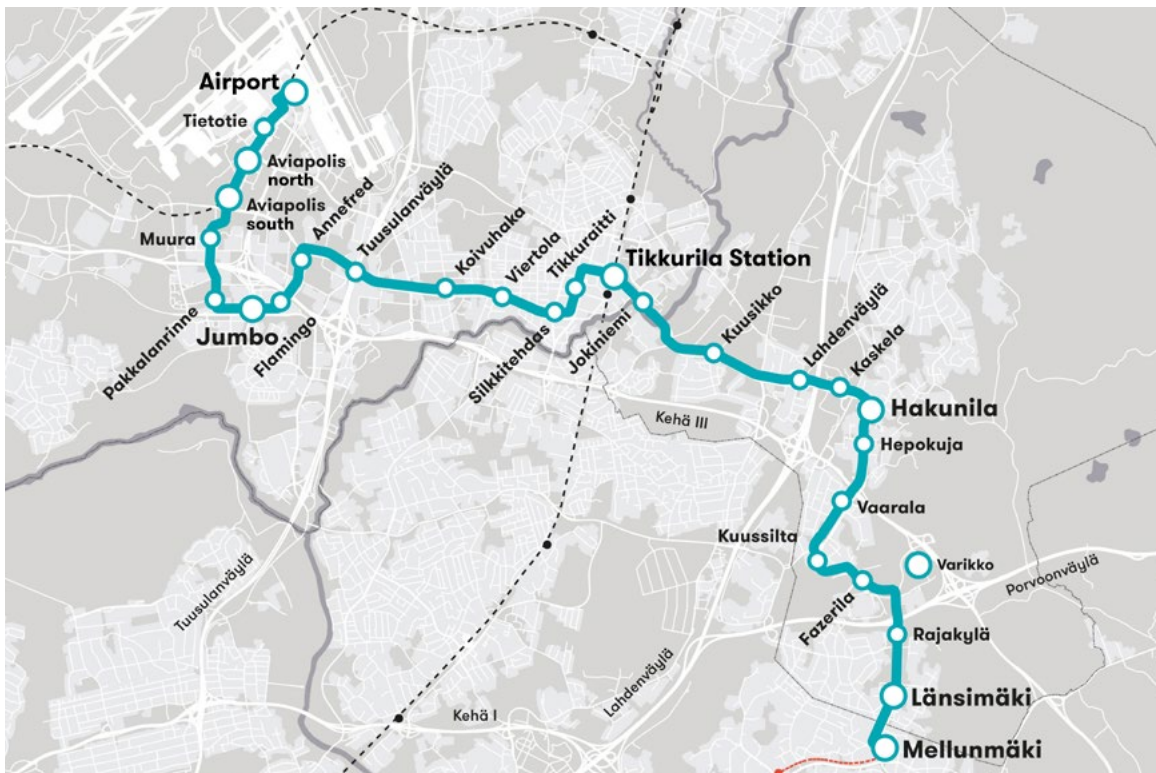 Airport
Tietotie
Aviapolis
north
Aviapolis
south
Muura
Pakkalanrinne
Jumbo
Flamingo
Annefred
Tuusulanväylä
Koivuhaka
Viertola
Silkkitehdas
Tikkuraitti
Tikkurila Station
Jokiniemi
Kuusikko
Lahdenväylä
Kaskela
Hakunila
Kehä III
Hepokuja
Vaarala
Kuussilta
Varikko
Fazerila
Porvoonväylä
Rajakylä
Länsimäki
Mellunmäki
Tuusulanväylä
Kehä I
Lahdenväylä